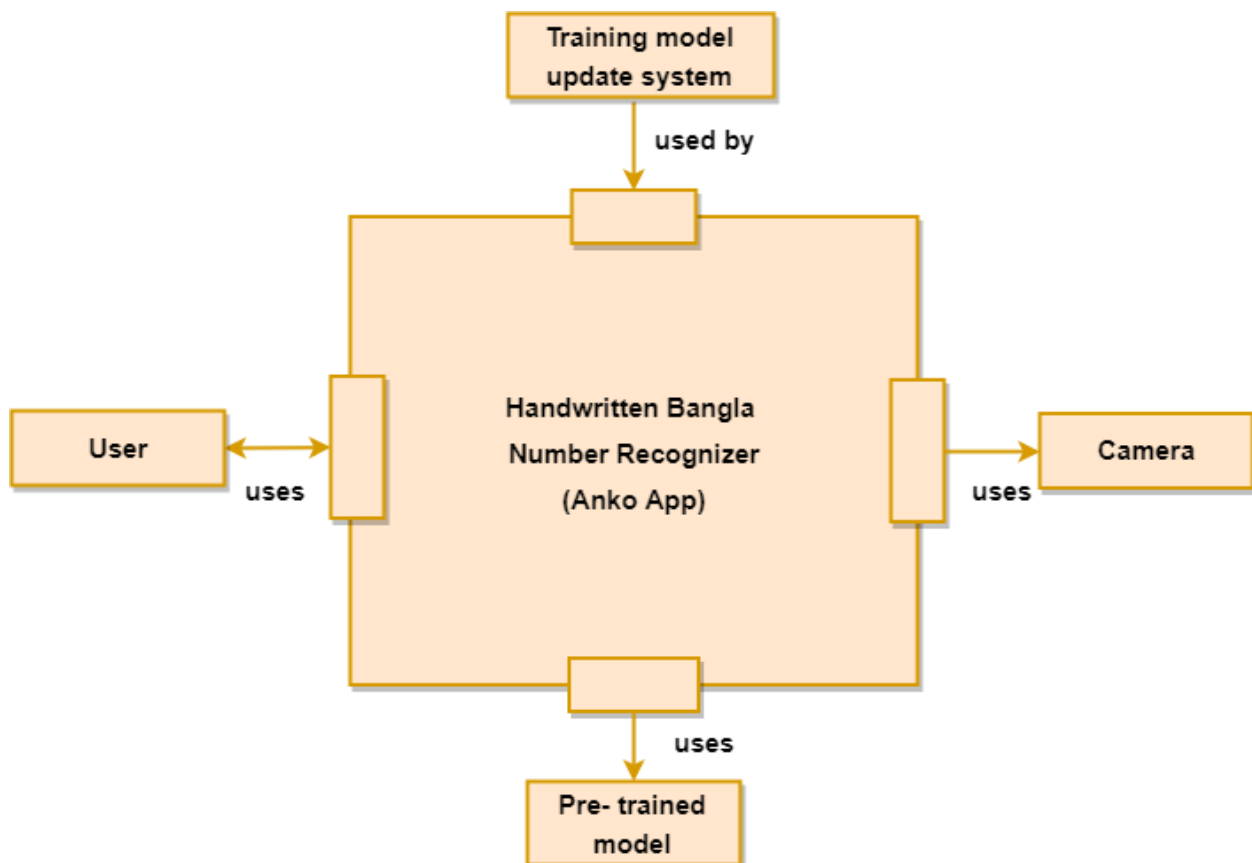 Training model
update system
used by
Handwritten Bangla
Number Recognizer
(Anko App)
User
uses
Camera
uses
uses
Pre- trained
model